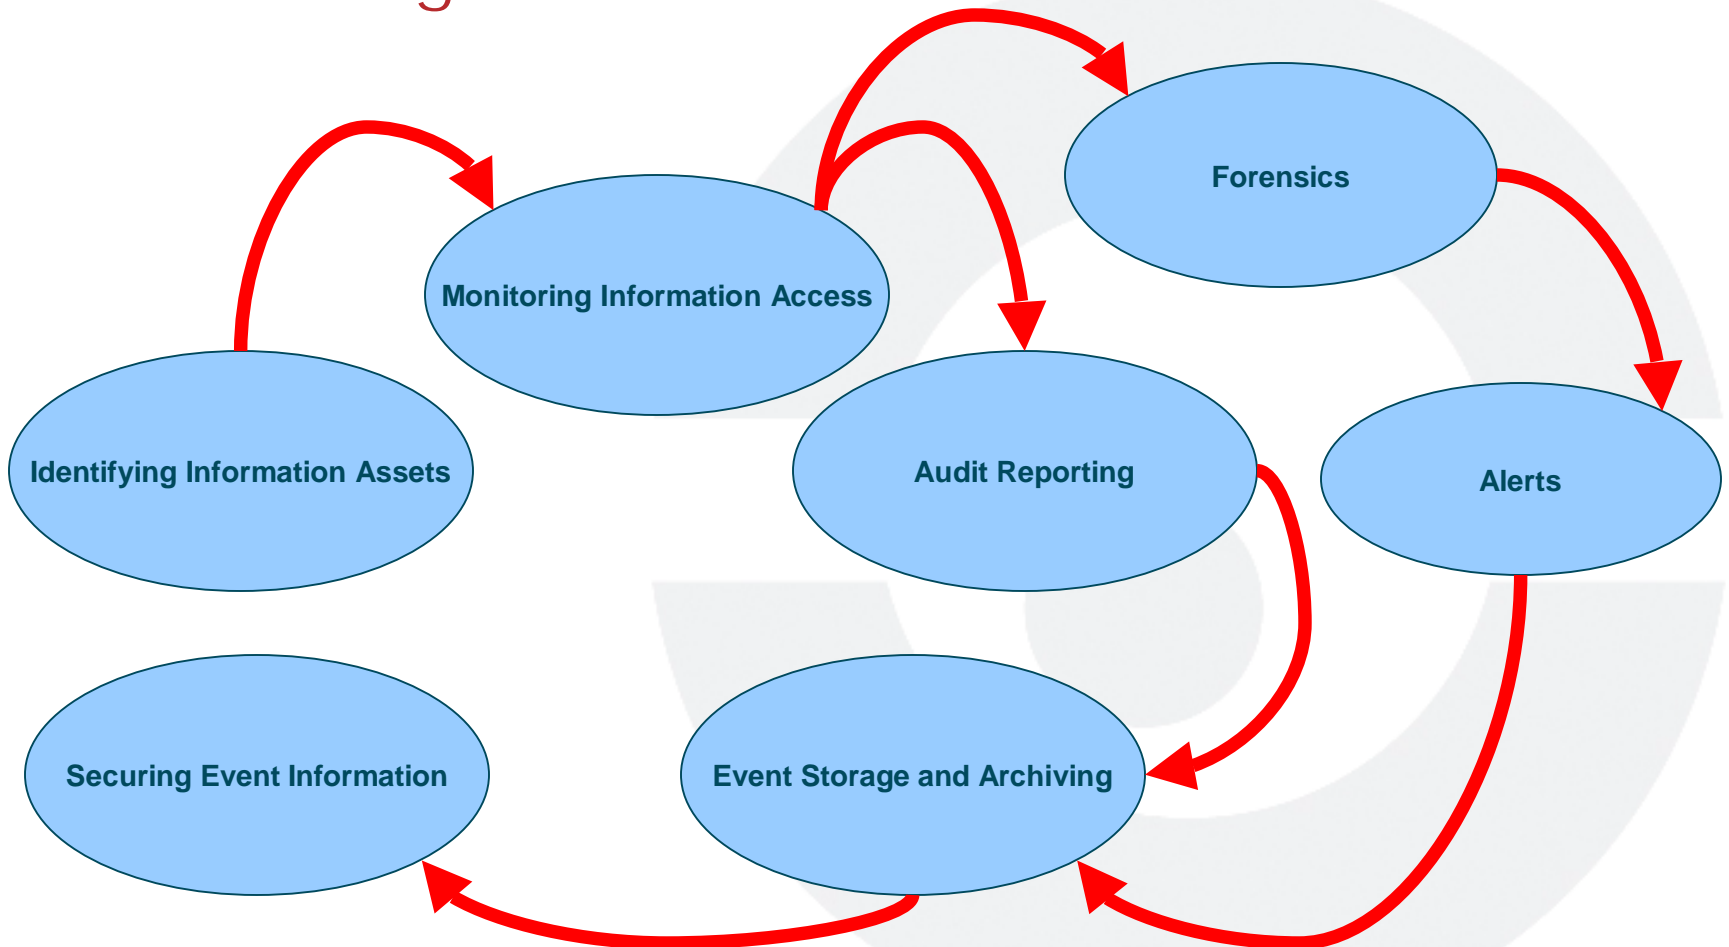 Forensics
Monitoring Information Access
Identifying Information Assets
Audit Reporting
Alerts
Securing Event Information
Event Storage and Archiving